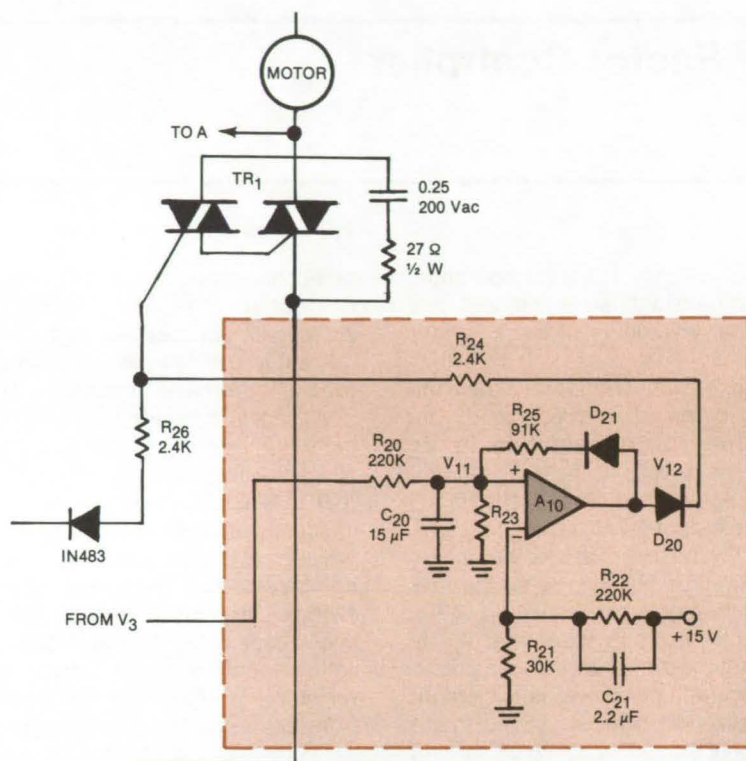 MOTOR
TO A
TR1
0.25
200 Vac
27 Ω
½ W
R24
2.4K
R26
2.4K
R25
91K
D21
R20
220K
V11
+
A10
V12
C20
15 µF
R23
−
D20
IN483
R22
220K
FROM V3
+15 V
R21
30K
C21
2.2 µF